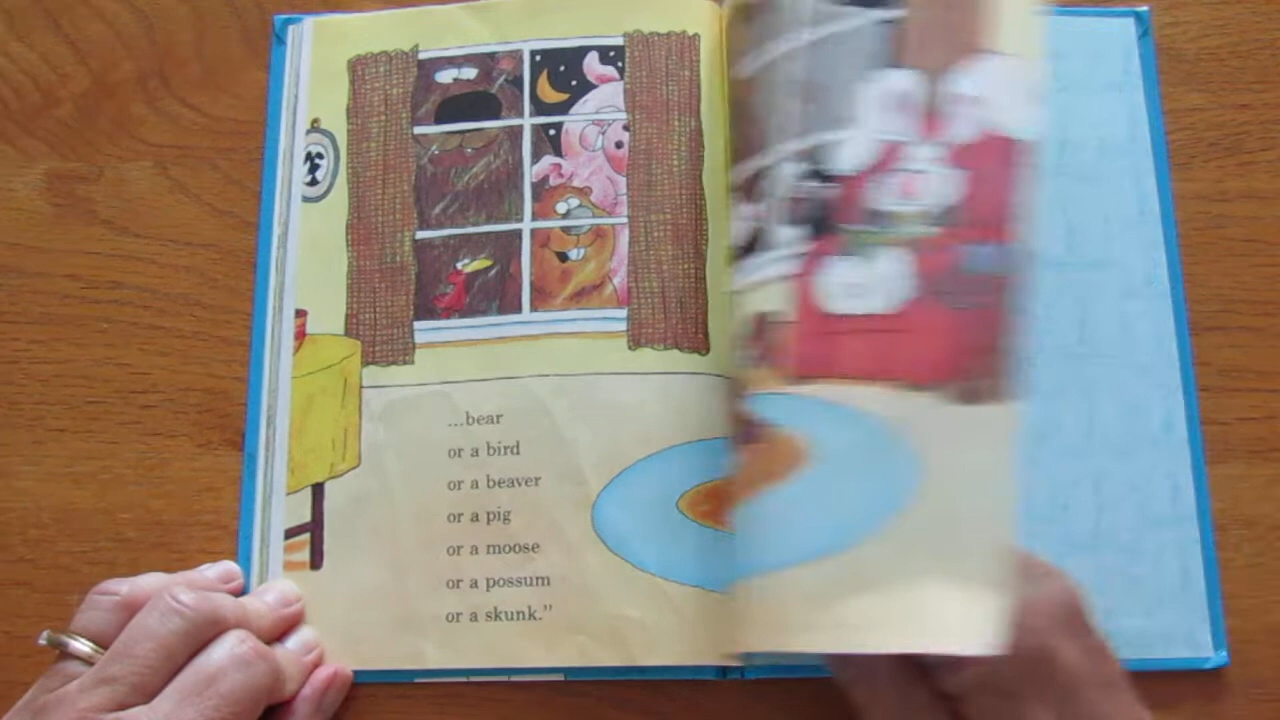 ...bear
or a bird
or a beaver
or a pig
or a moose
or a possum
or a skunk."